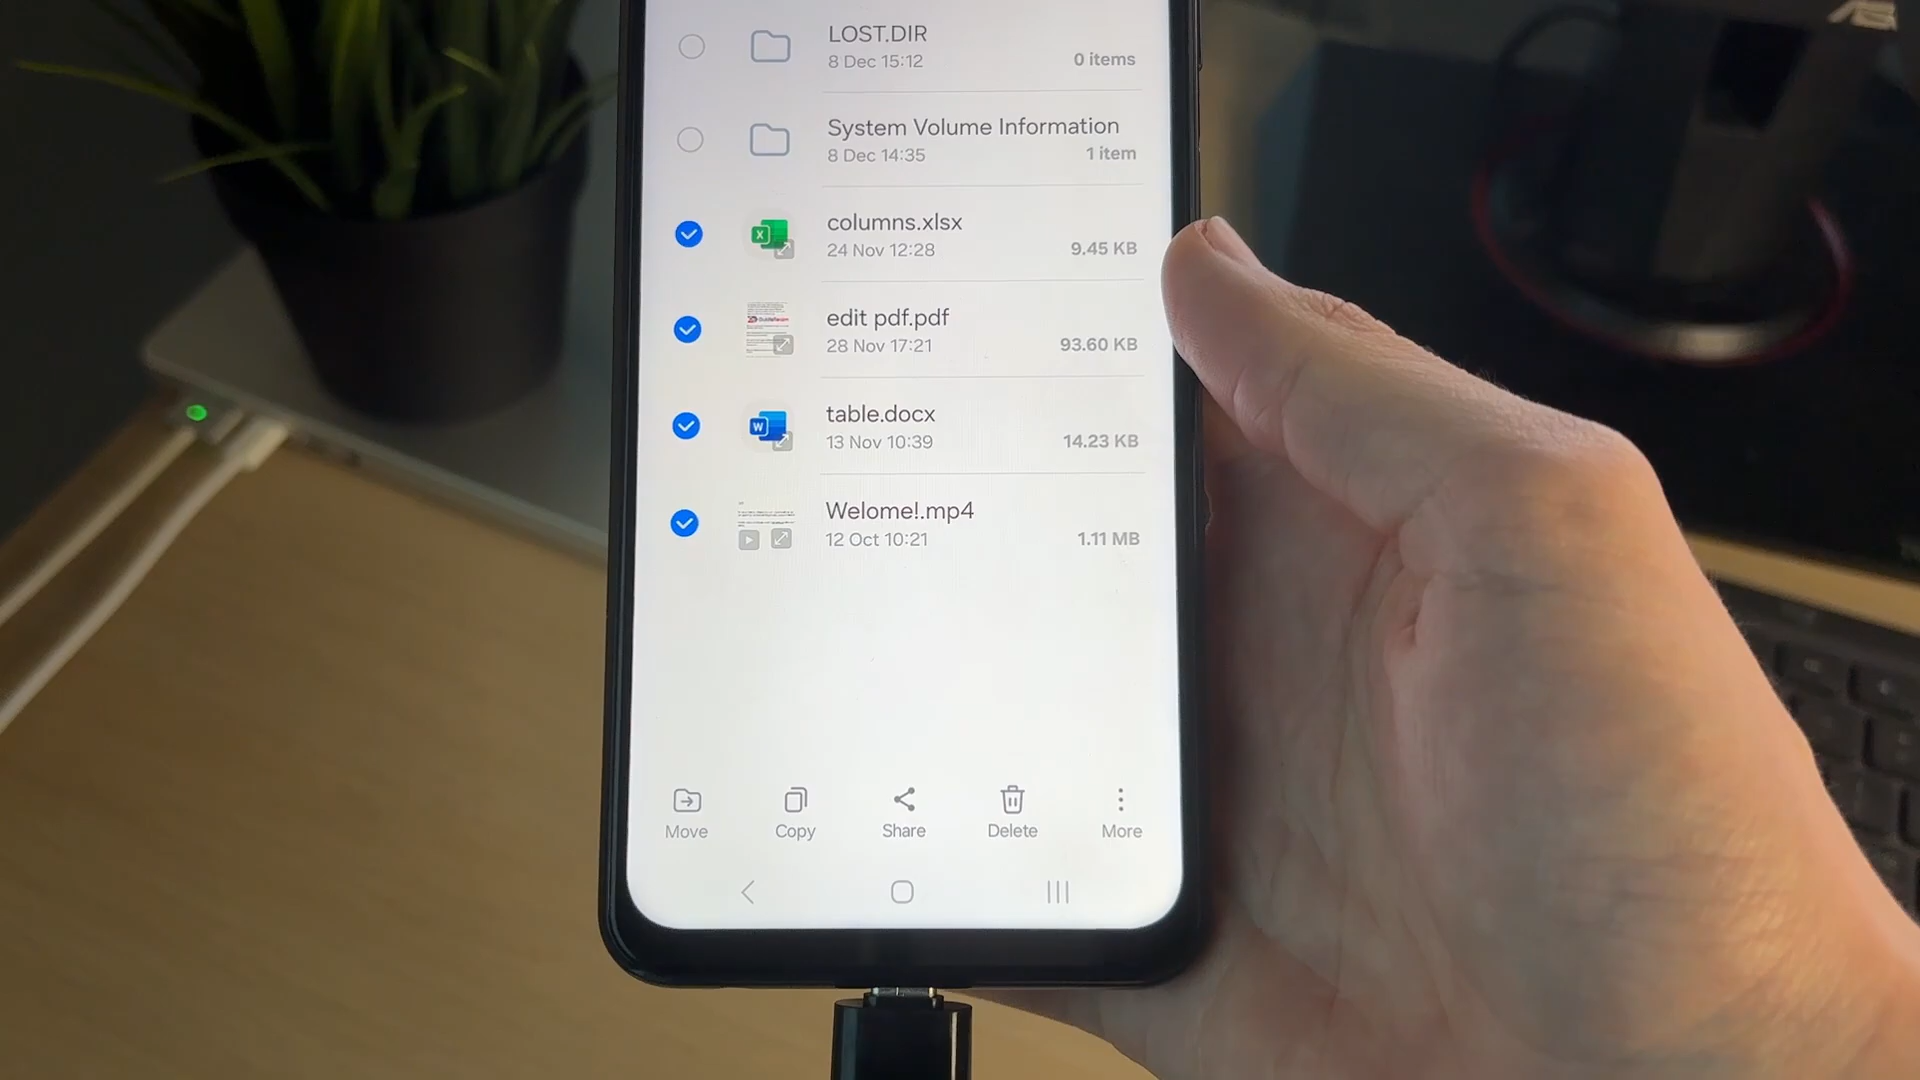 LOST.DIR
8 Dec 15:12
0 items
System Volume Information
8 Dec 14:35
1 item
columns.xlsx
24 Nov 12:28
9.45 KB
edit pdf.pdf
28 Nov 17:21
93.60 KB
table.docx
13 Nov 10:39
14.23 KB
Welome!.mp4
12 Oct 10:21
1.11 MB
Move
Copy
Share
Delete
More